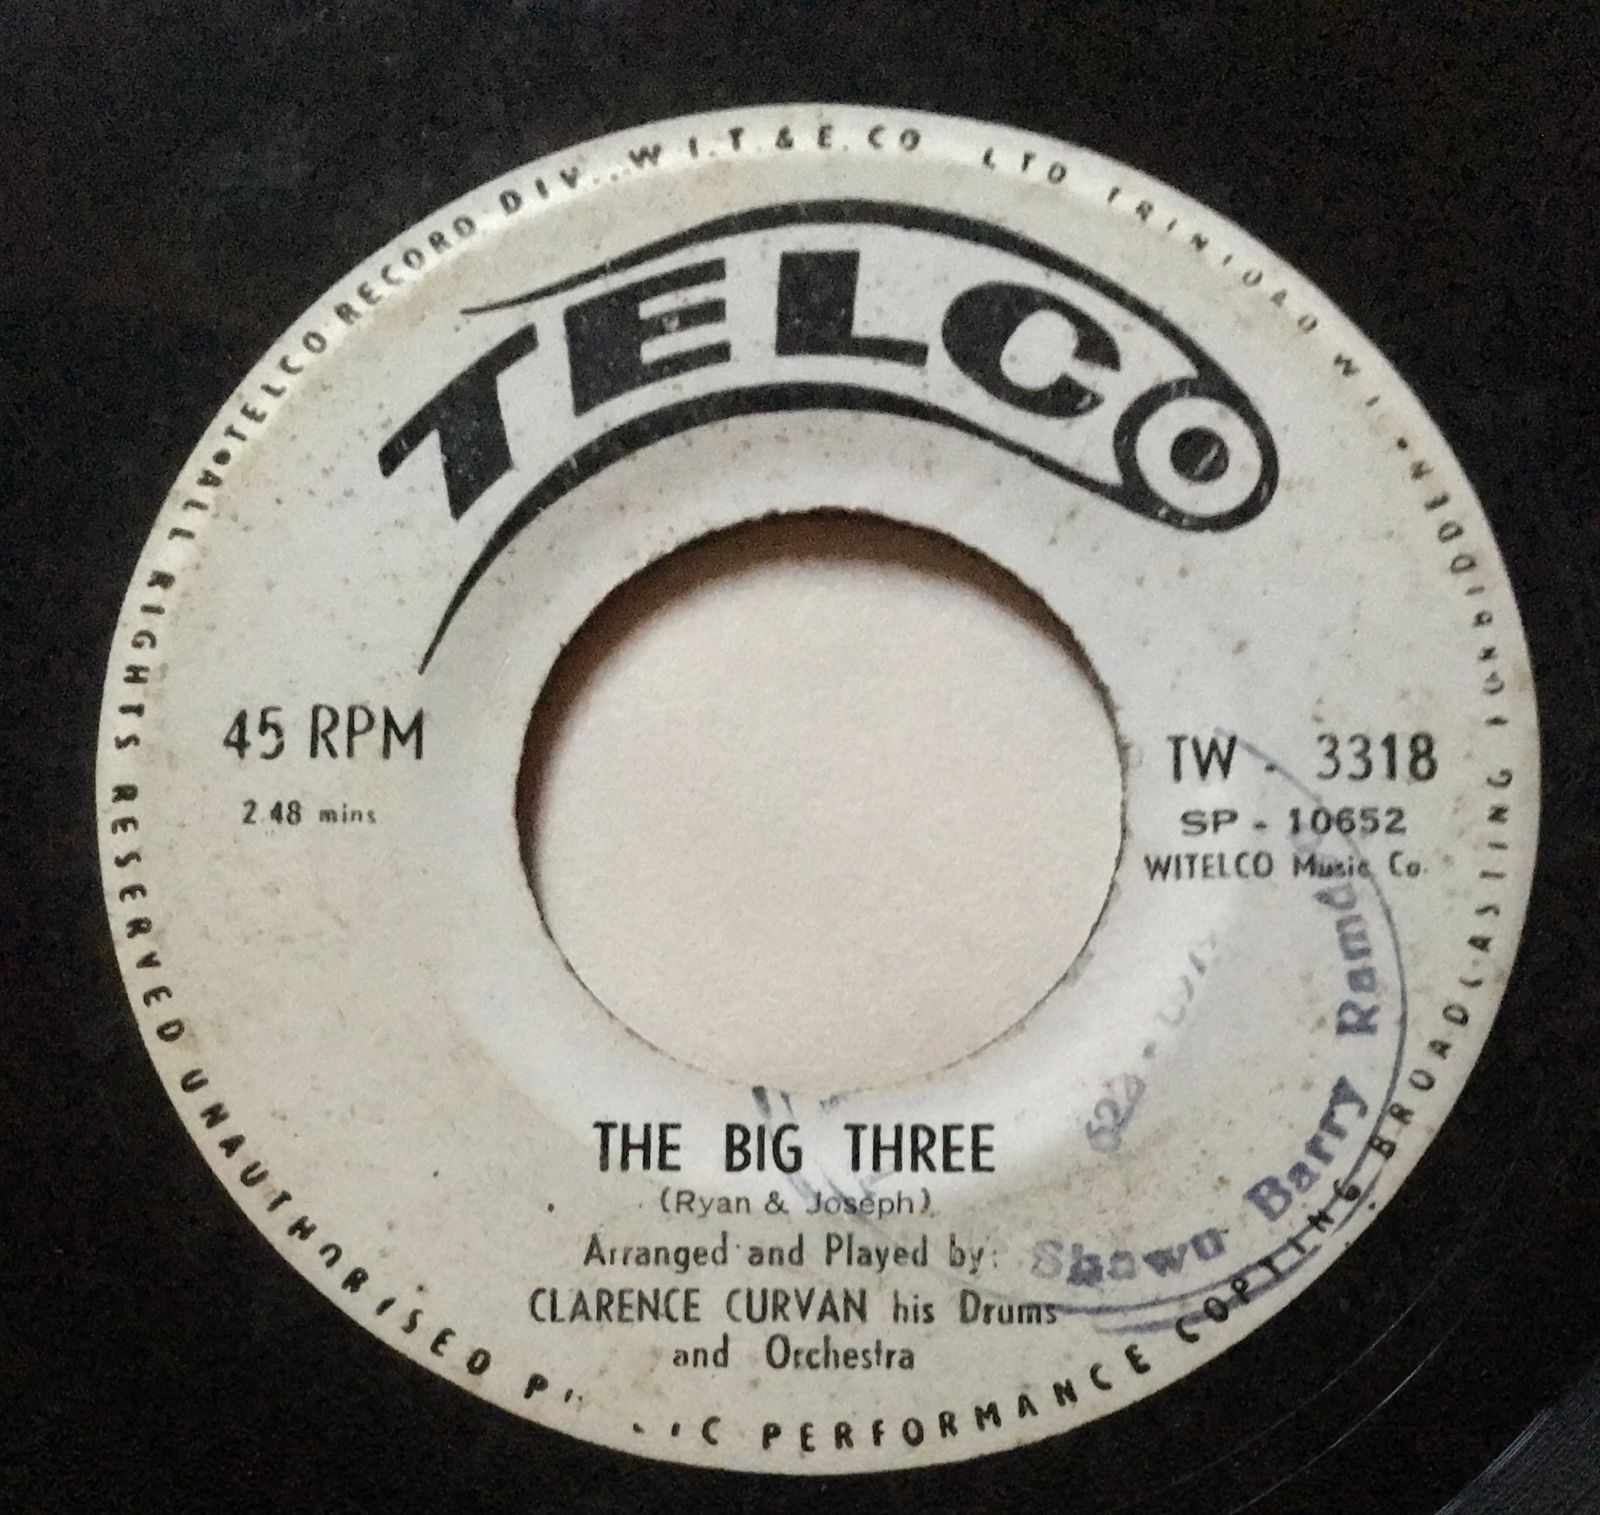 TELCO RECORD DIV...W.I.T.& E.CO LTD TRINIDAD W.I.
TELCO
45 RPM
2.48 mins
TW - 3318
SP - 10652
WITELCO Music Co.
THE BIG THREE
(Ryan & Joseph)
Arranged and Played by:
CLARENCE CURVAN his Drums
and Orchestra
Shawn Barry
ALL RIGHTS RESERVED UNAUTHORISED PERFORMANCE COPYING BROADCASTING FORBIDDEN